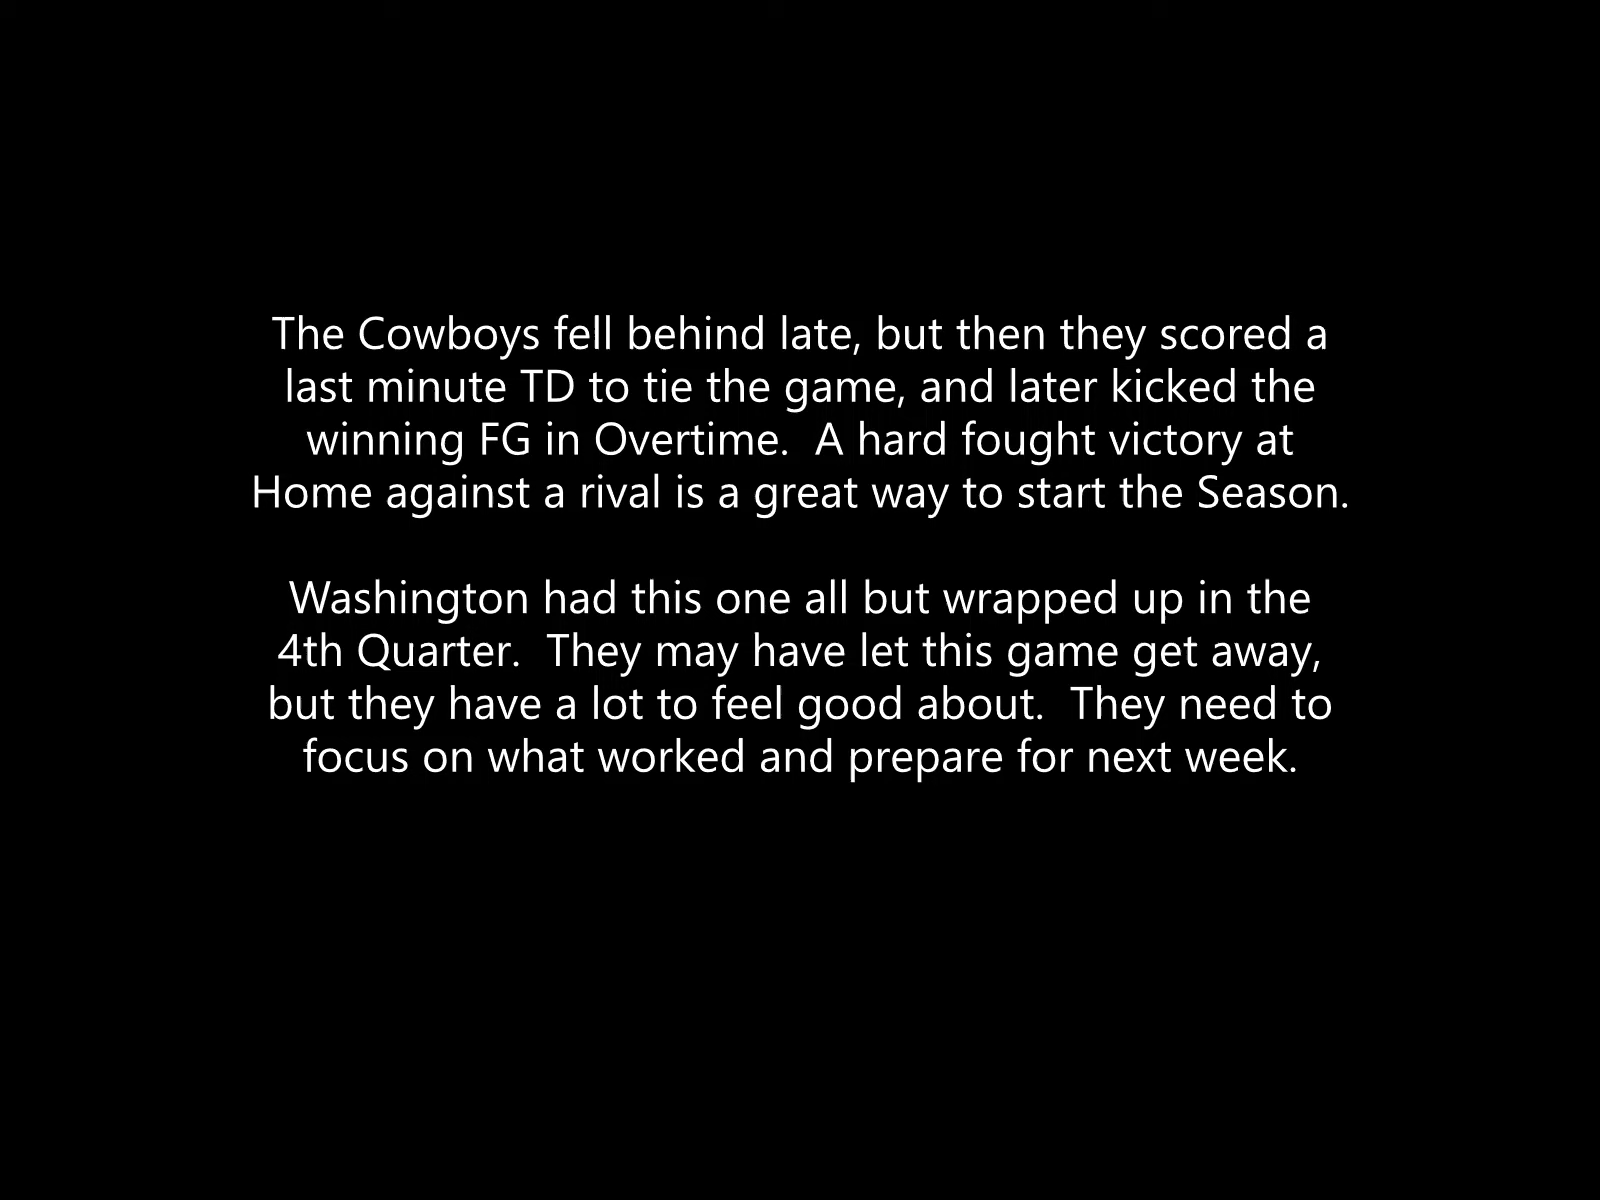 The Cowboys fell behind late, but then they scored a
last minute TD to tie the game, and later kicked the
winning FG in Overtime.  A hard fought victory at
Home against a rival is a great way to start the Season.
Washington had this one all but wrapped up in the
4th Quarter.  They may have let this game get away,
but they have a lot to feel good about.  They need to
focus on what worked and prepare for next week.